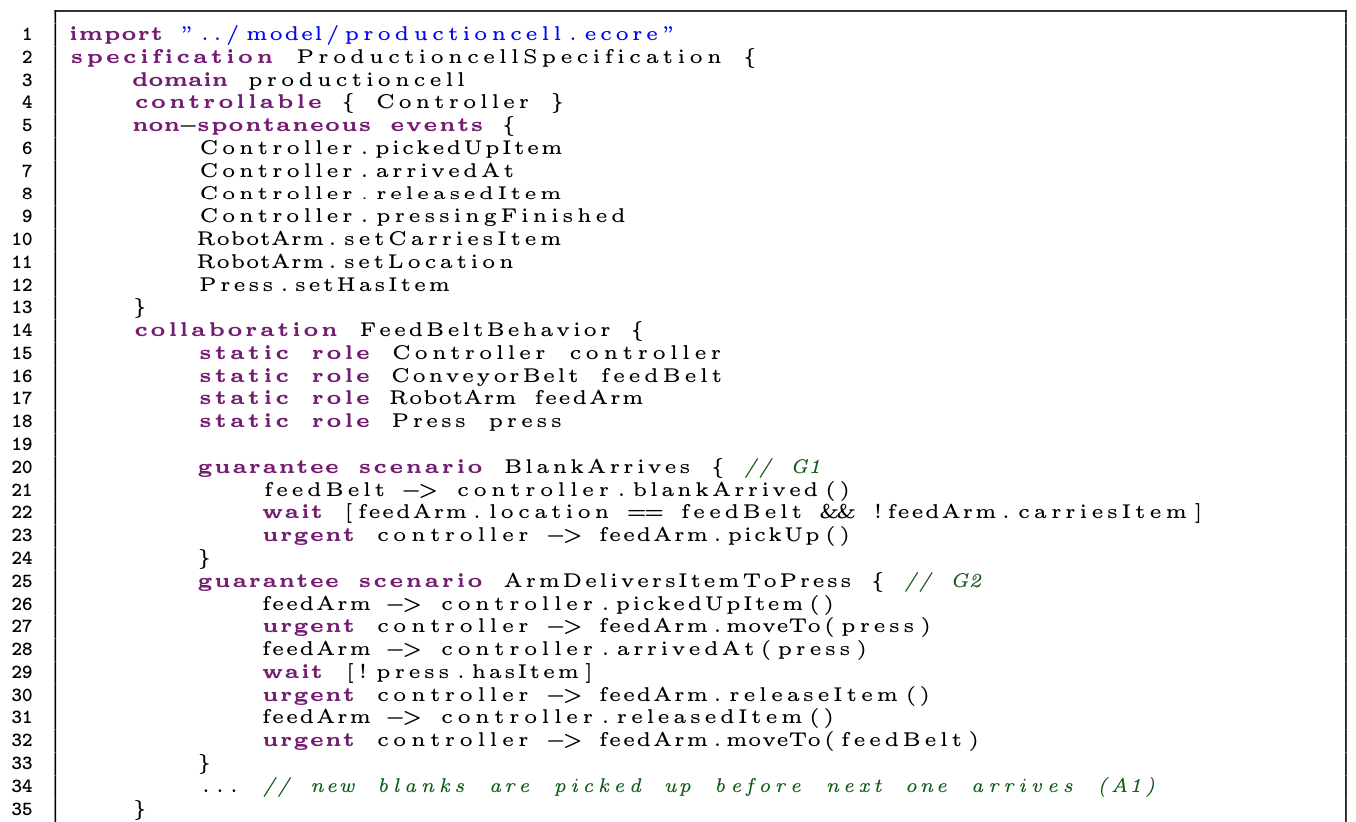 1 import "../model/productioncell.ecore"
2 specification ProductioncellSpecification {
3 domain productioncell
4 controllable { Controller }
5 non-spontaneous events {
6 Controller.pickedUpItem
7 Controller.arrivedAt
8 Controller.releasedItem
9 Controller.pressingFinished
10 RobotArm.setCarriesItem
11 RobotArm.setLocation
12 Press.setHasItem
13 }
14 collaboration FeedBeltBehavior {
15 static role Controller controller
16 static role ConveyorBelt feedBelt
17 static role RobotArm feedArm
18 static role Press press
19
20 guarantee scenario BlankArrives { // G1
21 feedBelt -> controller.blankArrived()
22 wait [feedArm.location == feedBelt && !feedArm.carriesItem]
23 urgent controller -> feedArm.pickUp()
24 }
25 guarantee scenario ArmDeliversItemToPress { // G2
26 feedArm -> controller.pickedUpItem()
27 urgent controller -> feedArm.moveTo(press)
28 feedArm -> controller.arrivedAt(press)
29 wait [!press.hasItem]
30 urgent controller -> feedArm.releaseItem()
31 feedArm -> controller.releasedItem()
32 urgent controller -> feedArm.moveTo(feedBelt)
33 }
34 ... // new blanks are picked up before next one arrives (A1)
35 }